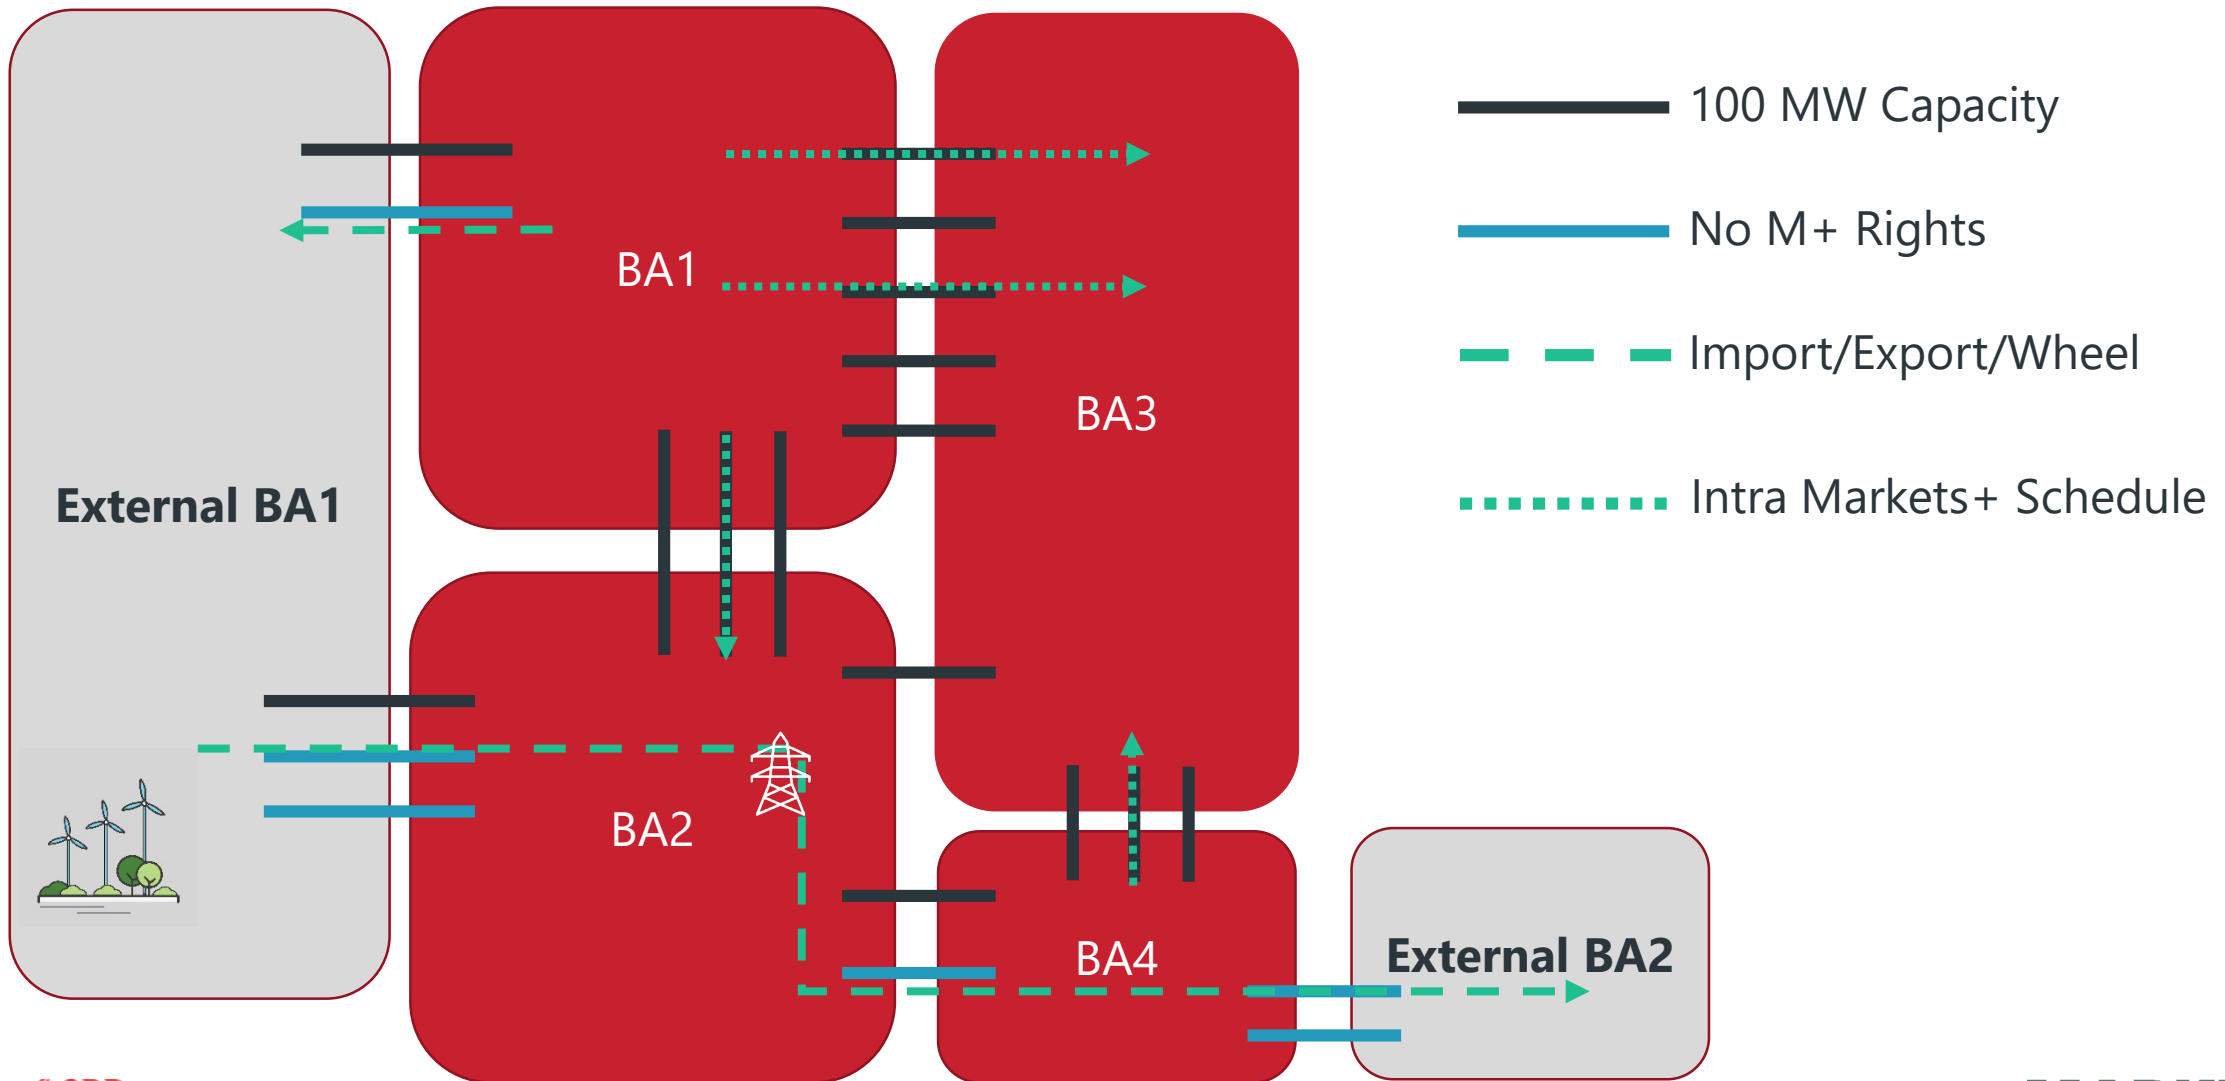 100 MW Capacity
No M+ Rights
BA1
Import/Export/Wheel
BA3
External BA1
Intra Markets+ Schedule
BA2
BA4
External BA2